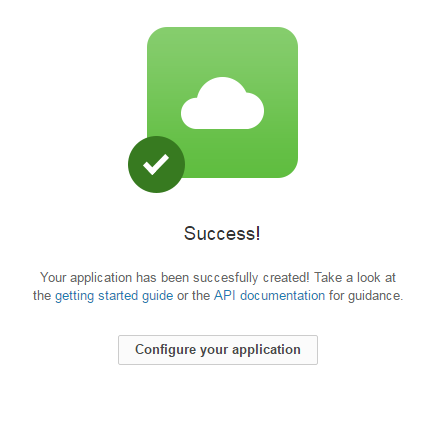 Success!
Your application has been succesfully created! Take a look at
the getting started guide or the API documentation for guidance.
Configure your application